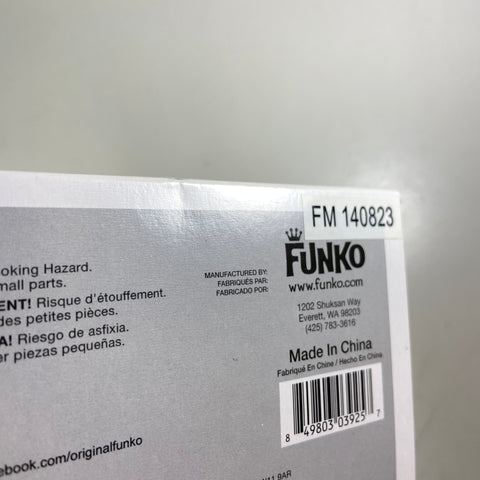 FM 140823
FUNKO
www.funko.com
1202 Shuksan Way
Everett, WA 98203
(425) 783-3616
MANUFACTURED BY:
FABRIQUÉS PAR:
FABRICADO POR:
Made In China
Fabriqué En Chine / Hecho En China
8 49803 03925 7
oking Hazard.
mall parts.
ENT! Risque d'étouffement.
des petites pièces.
A! Riesgo de asfixia.
er piezas pequeñas.
ebook.com/originalfunko
9AR